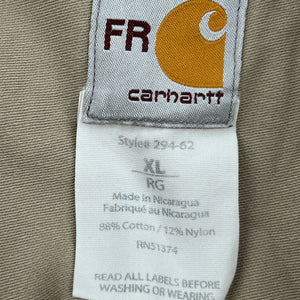 FR
carhartt
Style# 294-62
XL
RG
Made in Nicaragua
Fabriqué au Nicaragua
88% Cotton / 12% Nylon
RN51374
READ ALL LABELS BEFORE
WASHING OR WEARING